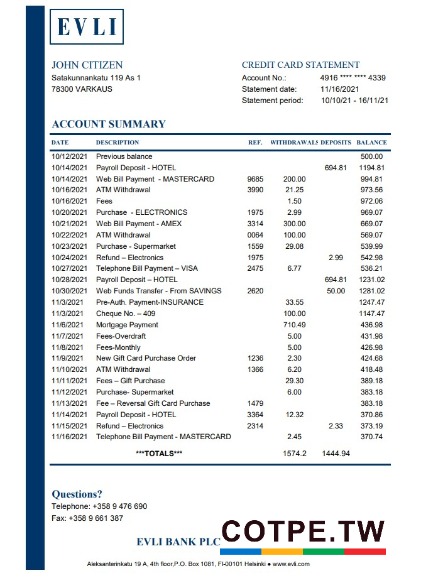 EVLI
JOHN CITIZEN
Satakunnankatu 119 As 1
78300 VARKAUS
CREDIT CARD STATEMENT
Account No.: 4916 **** **** 4339
Statement date: 11/16/2021
Statement period: 10/10/21 - 16/11/21
ACCOUNT SUMMARY
DATE DESCRIPTION REF. WITHDRAWALS DEPOSITS BALANCE
10/12/2021 Previous balance 500.00
10/14/2021 Payroll Deposit - HOTEL 694.81 1194.81
10/14/2021 Web Bill Payment - MASTERCARD 9685 200.00 994.81
10/16/2021 ATM Withdrawal 3990 21.25 973.56
10/16/2021 Fees 1.50 972.06
10/20/2021 Purchase - ELECTRONICS 1975 2.99 969.07
10/21/2021 Web Bill Payment - AMEX 3314 300.00 669.07
10/22/2021 ATM Withdrawal 0064 100.00 569.07
10/23/2021 Purchase - Supermarket 1559 29.08 539.99
10/24/2021 Refund – Electronics 1975 2.99 542.98
10/27/2021 Telephone Bill Payment – VISA 2475 6.77 536.21
10/28/2021 Payroll Deposit – HOTEL 694.81 1231.02
10/30/2021 Web Funds Transfer - From SAVINGS 2620 50.00 1281.02
11/3/2021 Pre-Auth. Payment-INSURANCE 33.55 1247.47
11/3/2021 Cheque No. – 409 100.00 1147.47
11/6/2021 Mortgage Payment 710.49 436.98
11/7/2021 Fees-Overdraft 5.00 431.98
11/8/2021 Fees-Monthly 5.00 426.98
11/9/2021 New Gift Card Purchase Order 1236 2.30 424.68
11/10/2021 ATM Withdrawal 1366 6.20 418.48
11/11/2021 Fees – Gift Purchase 29.30 389.18
11/12/2021 Purchase- Supermarket 6.00 383.18
11/13/2021 Fee – Reversal Gift Card Purchase 1479 383.18
11/14/2021 Payroll Deposit - HOTEL 3364 12.32 370.86
11/15/2021 Refund – Electronics 2314 2.33 373.19
11/16/2021 Telephone Bill Payment - MASTERCARD 2.45 370.74
***TOTALS*** 1574.2 1444.94
Questions?
Telephone: +358 9 476 690
Fax: +358 9 661 387
EVLI BANK PLC
COTPE.TW
Aleksanterinkatu 19 A, 4th floor,P.O. Box 1081, FI-00101 Helsinki ● www.evli.com